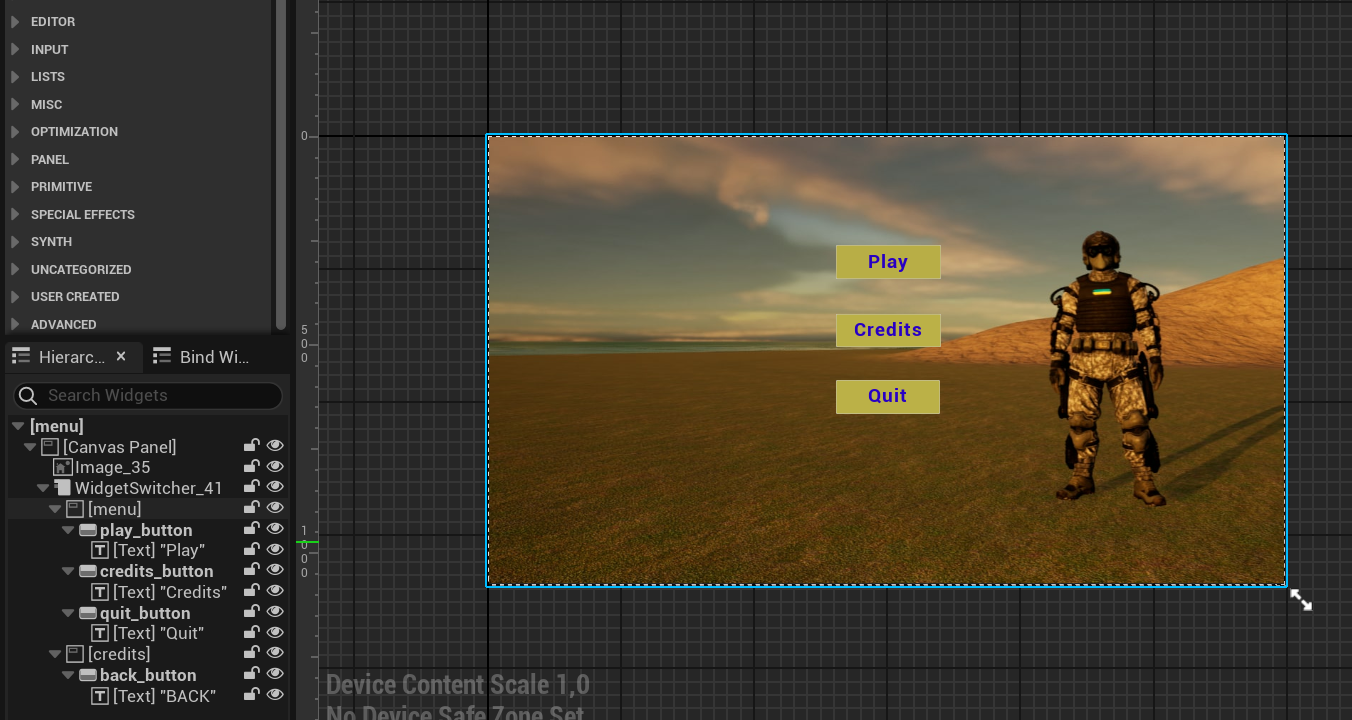 EDITOR
INPUT
LISTS
MISC
OPTIMIZATION
PANEL
PRIMITIVE
SPECIAL EFFECTS
SYNTH
UNCATEGORIZED
USER CREATED
ADVANCED
Hierarc... × Bind Wi...
Search Widgets
[menu]
[Canvas Panel]
Image_35
WidgetSwitcher_41
[menu]
play_button
[Text] "Play"
credits_button
[Text] "Credits"
quit_button
[Text] "Quit"
[credits]
back_button
[Text] "BACK"
0
5
0
0
1
0
0
0
Play
Credits
Quit
Device Content Scale 1,0
No Device Safe Zone Set